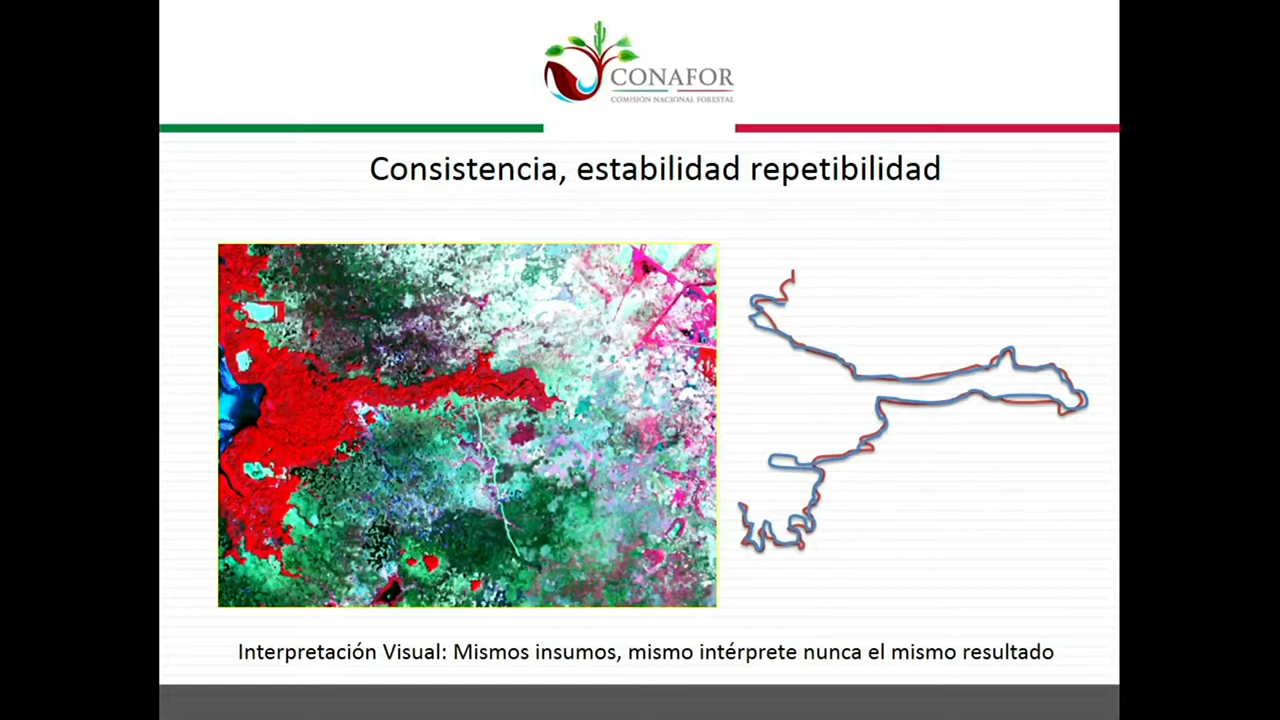 CONAFOR
COMISIÓN NACIONAL FORESTAL
Consistencia, estabilidad repetibilidad
Interpretación Visual: Mismos insumos, mismo intérprete nunca el mismo resultado